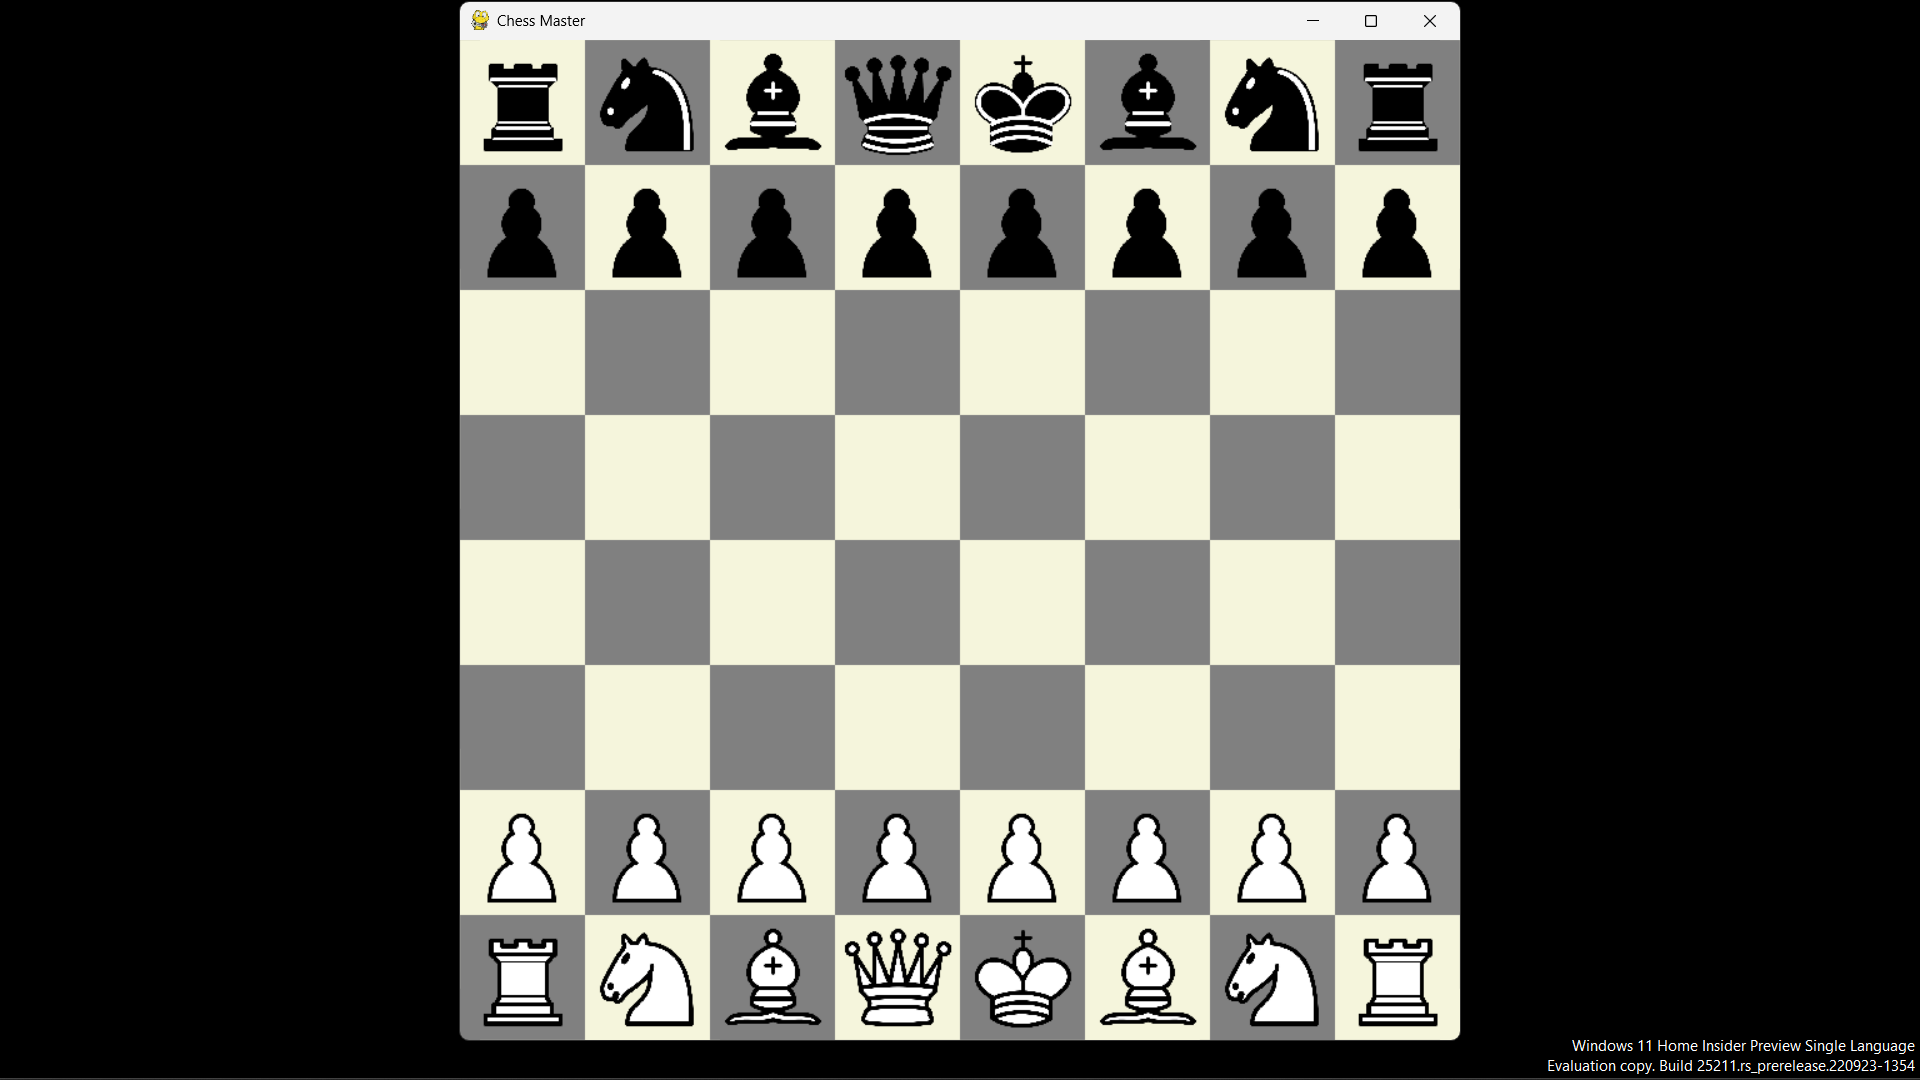 Chess Master
Windows 11 Home Insider Preview Single Language
Evaluation copy. Build 25211.rs_prerelease.220923-1354